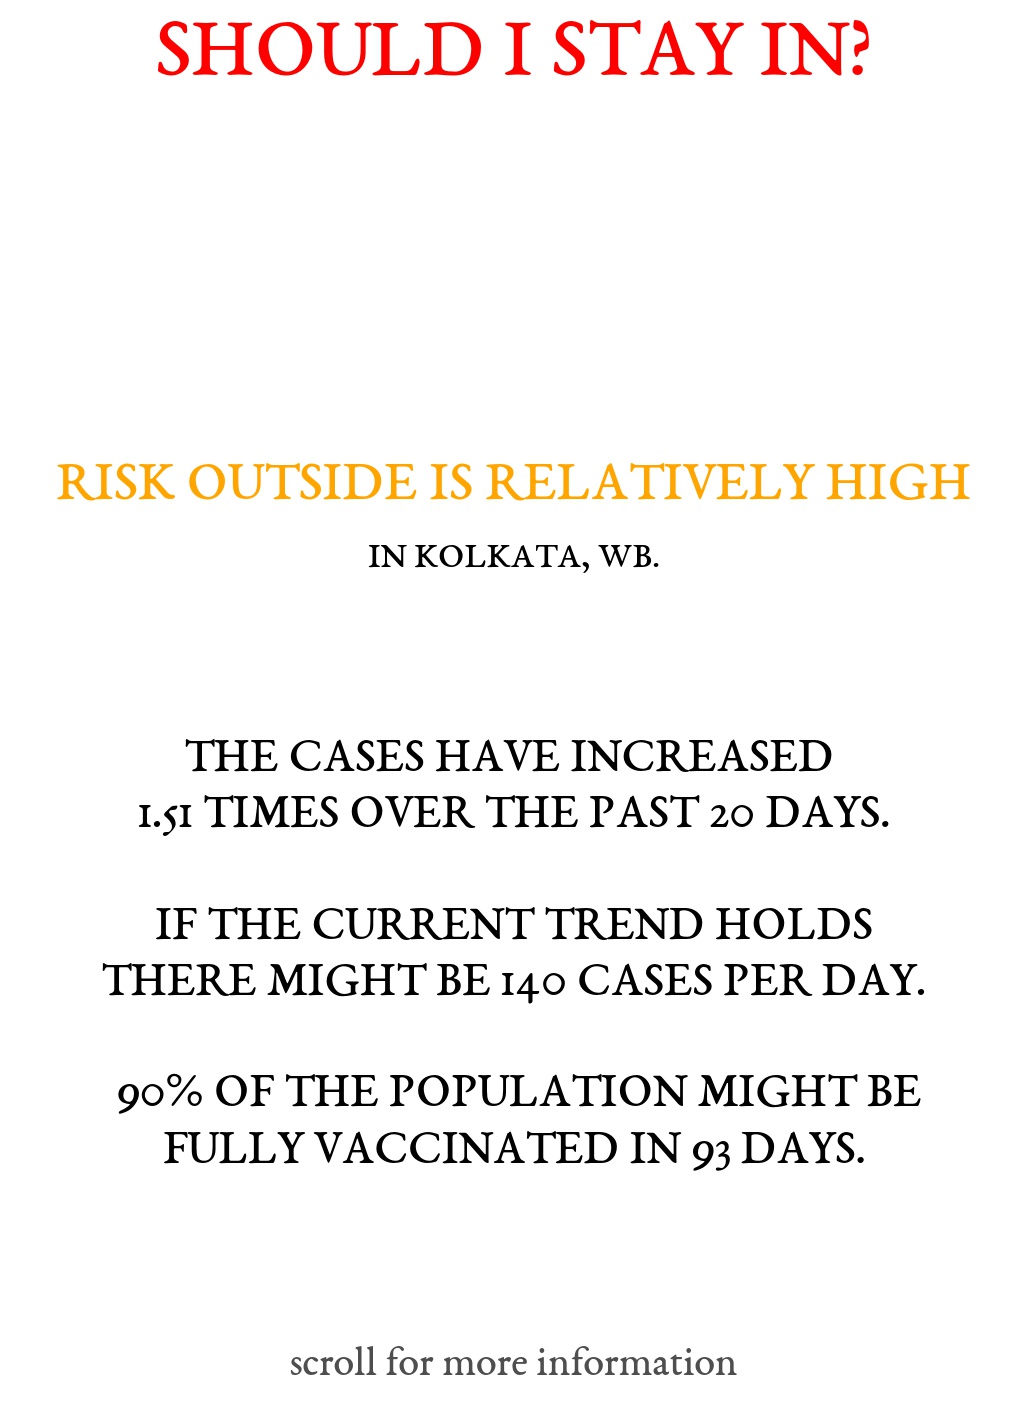 SHOULD I STAY IN?
RISK OUTSIDE IS RELATIVELY HIGH
IN KOLKATA, WB.
THE CASES HAVE INCREASED
1.51 TIMES OVER THE PAST 20 DAYS.
IF THE CURRENT TREND HOLDS
THERE MIGHT BE 140 CASES PER DAY.
90% OF THE POPULATION MIGHT BE
FULLY VACCINATED IN 93 DAYS.
scroll for more information